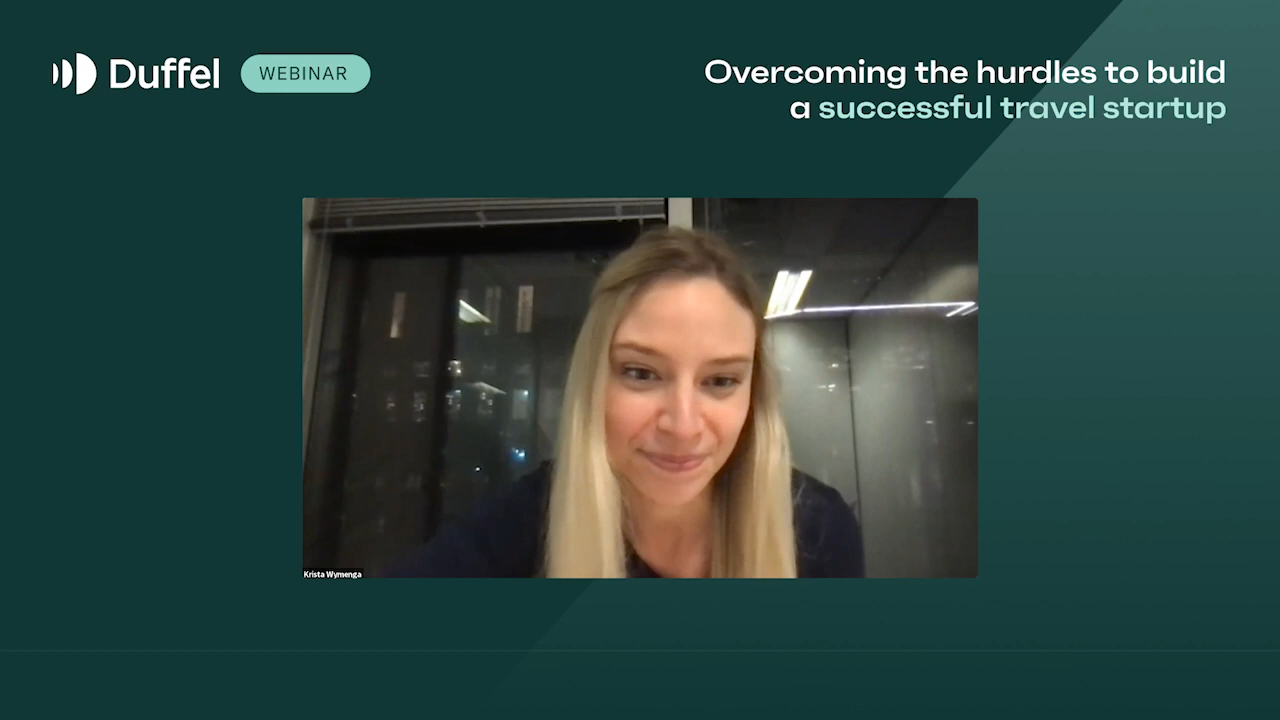 Duffel
WEBINAR
Overcoming the hurdles to build
a successful travel startup
Krista Wymenga